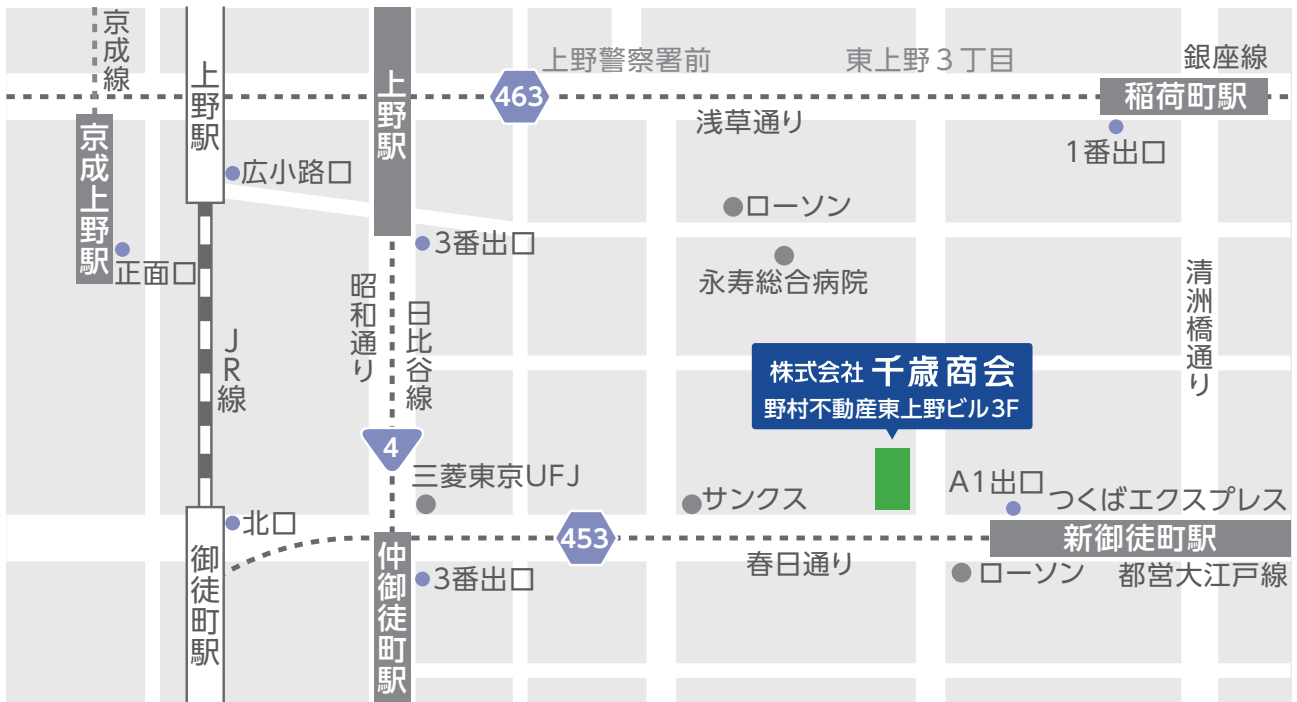 京成線
上野駅
上野駅
上野警察署前
東上野3丁目
銀座線
463
稲荷町駅
浅草通り
1番出口
京成上野駅
広小路口
ローソン
3番出口
正面口
永寿総合病院
昭和通り
日比谷線
清洲橋通り
JR線
株式会社 千歳商会
野村不動産東上野ビル3F
4
三菱東京UFJ
サンクス
A1出口
つくばエクスプレス
北口
453
新御徒町駅
御徒町駅
仲御徒町駅
3番出口
春日通り
ローソン
都営大江戸線